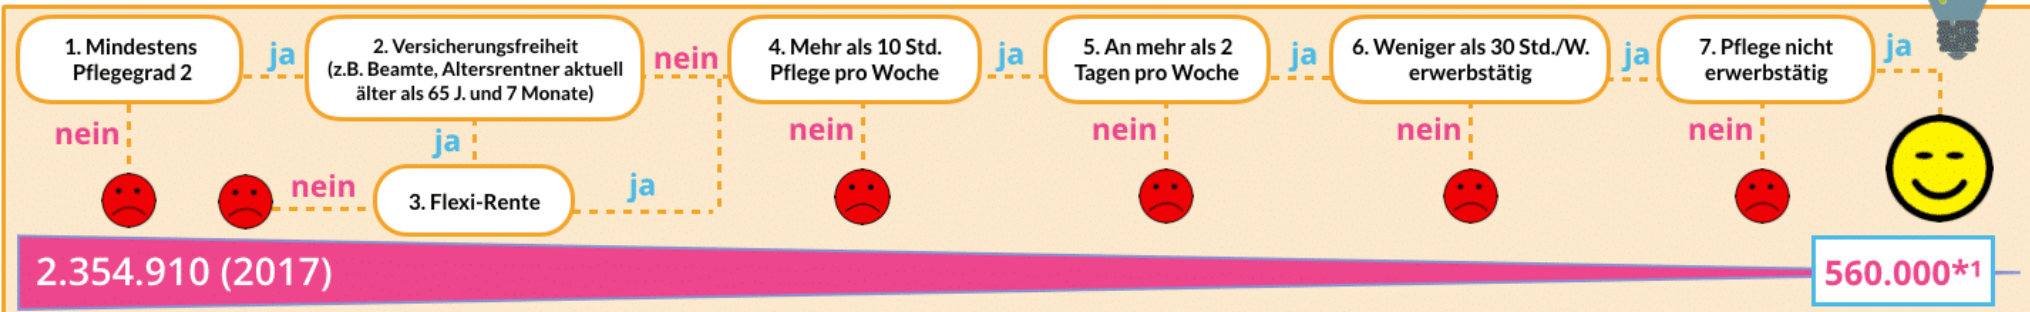 1. Mindestens
Pflegegrad 2
ja
nein
2. Versicherungsfreiheit
(z.B. Beamte, Altersrentner aktuell
älter als 65 J. und 7 Monate)
nein
ja
3. Flexi-Rente
nein
ja
4. Mehr als 10 Std.
Pflege pro Woche
ja
nein
5. An mehr als 2
Tagen pro Woche
ja
nein
6. Weniger als 30 Std./W.
erwerbstätig
ja
nein
7. Pflege nicht
erwerbstätig
ja
nein
2.354.910 (2017)
560.000*¹